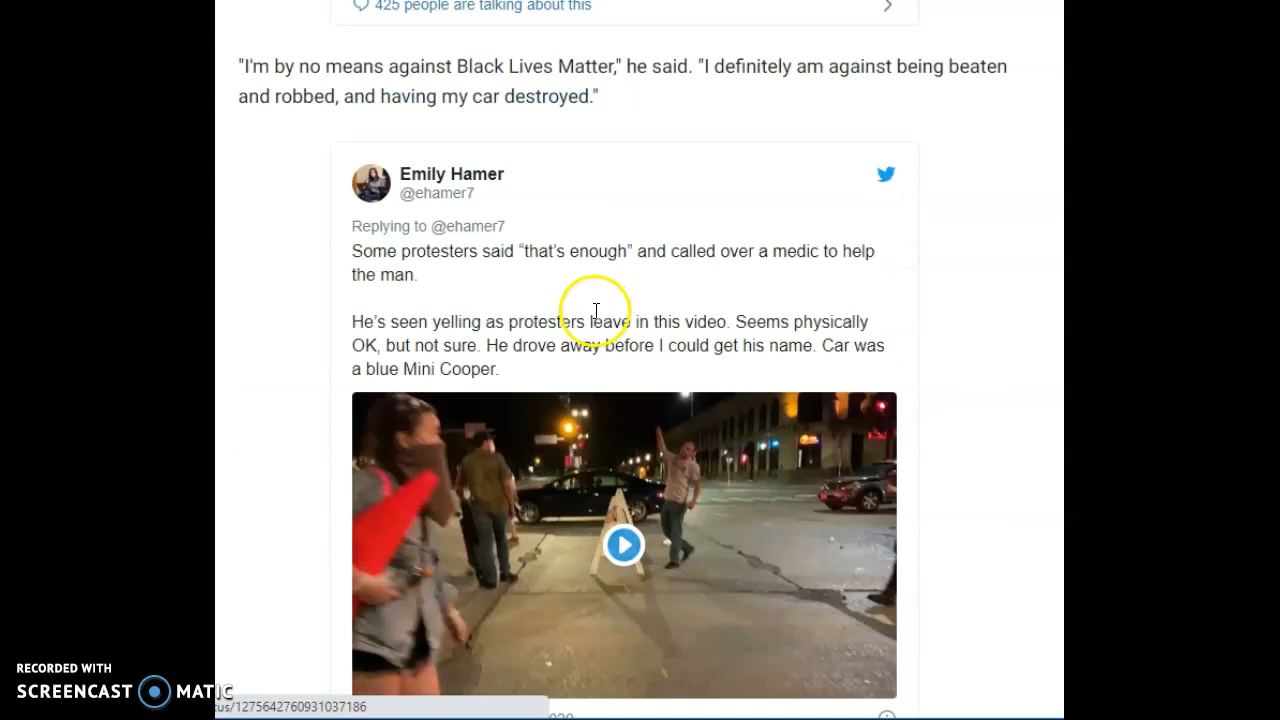 425 people are talking about this
"I'm by no means against Black Lives Matter," he said. "I definitely am against being beaten
and robbed, and having my car destroyed."
Emily Hamer
@ehamer7
Replying to @ehamer7
Some protesters said “that’s enough” and called over a medic to help
the man.
He’s seen yelling as protesters leave in this video. Seems physically
OK, but not sure. He drove away before I could get his name. Car was
a blue Mini Cooper.
RECORDED WITH
SCREENCAST MATIC
us/1275642760931037186